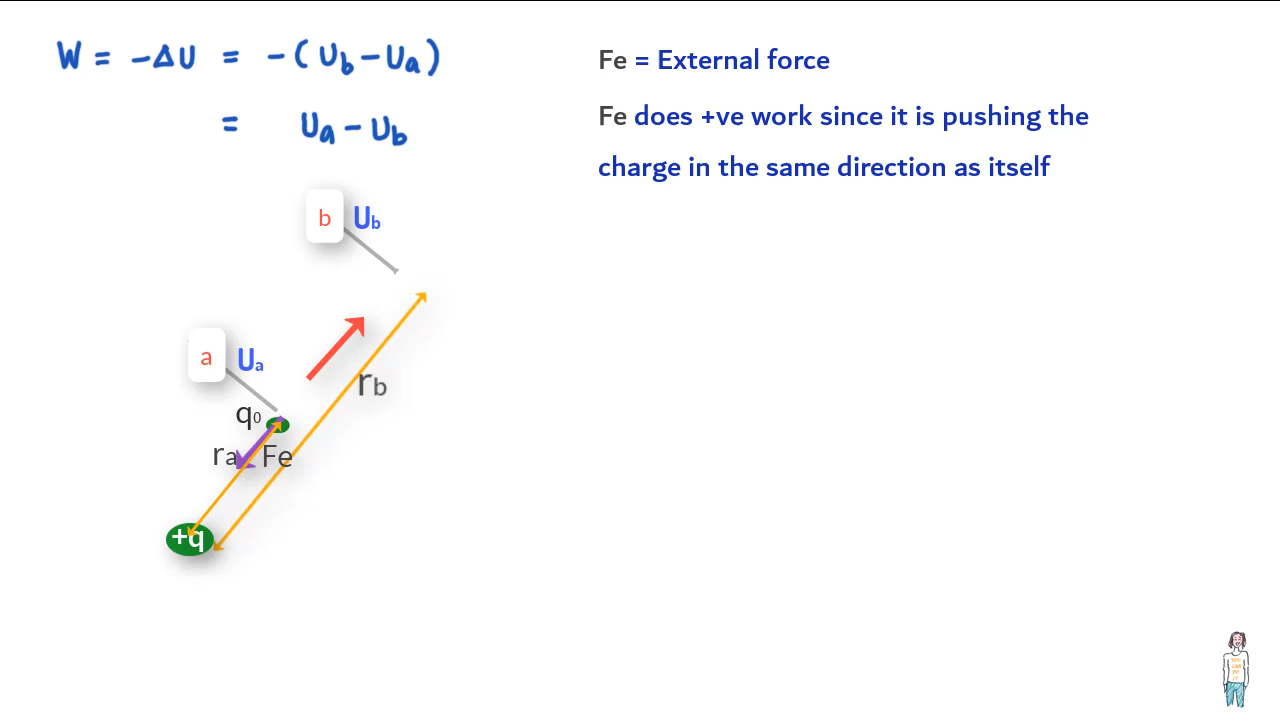 W = -ΔU = -(Ub-Ua)
= Ua-Ub
Fe = External force
Fe does +ve work since it is pushing the
charge in the same direction as itself
b Ub
a Ua
rb
q0
ra Fe
+q